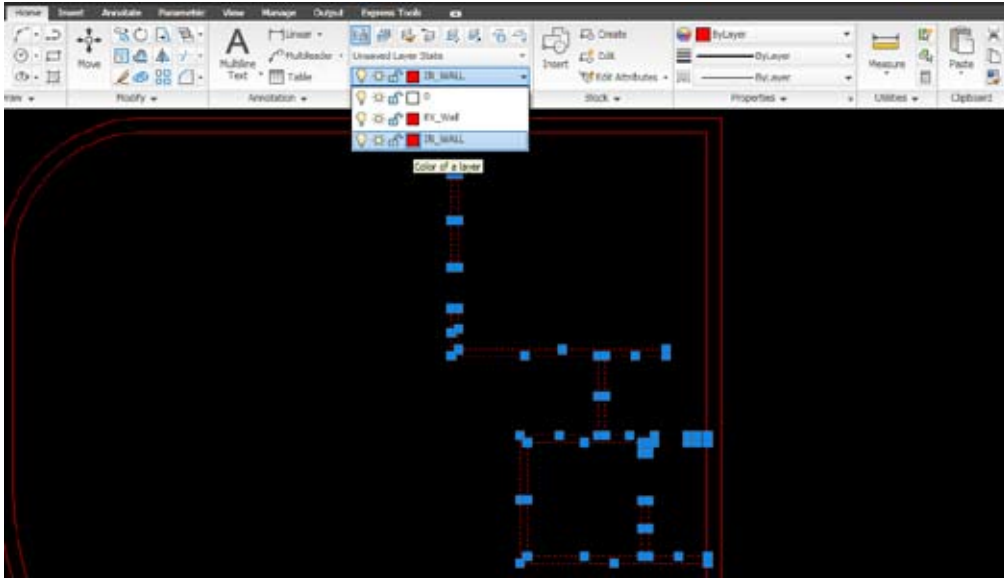 Home Insert Annotate Parametric View Manage Output Express Tools
Linear Create ByLayer
Move Multiline Text Multileader Unsaved Layer State Insert Edit ByLayer Measure Paste
Table IN_WALL Edit Attributes ByLayer
Modify Annotation Block Properties Utilities Clipboard
0
EX_Wall
IN_WALL
Color of a layer